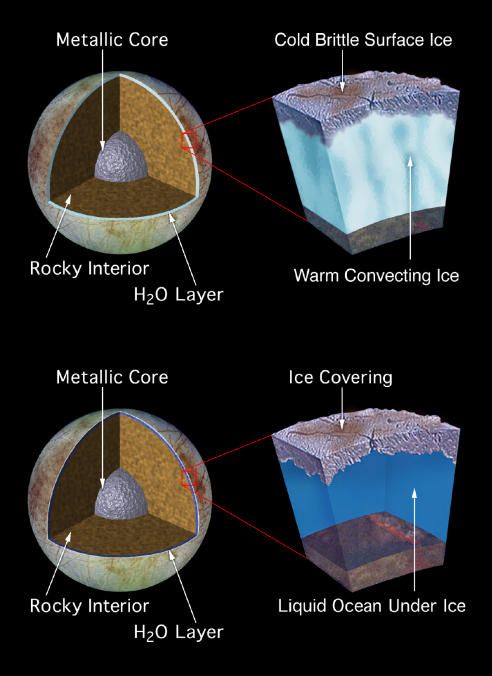 Metallic Core
Cold Brittle Surface Ice
Rocky Interior
H₂O Layer
Warm Convecting Ice
Metallic Core
Ice Covering
Rocky Interior
H₂O Layer
Liquid Ocean Under Ice